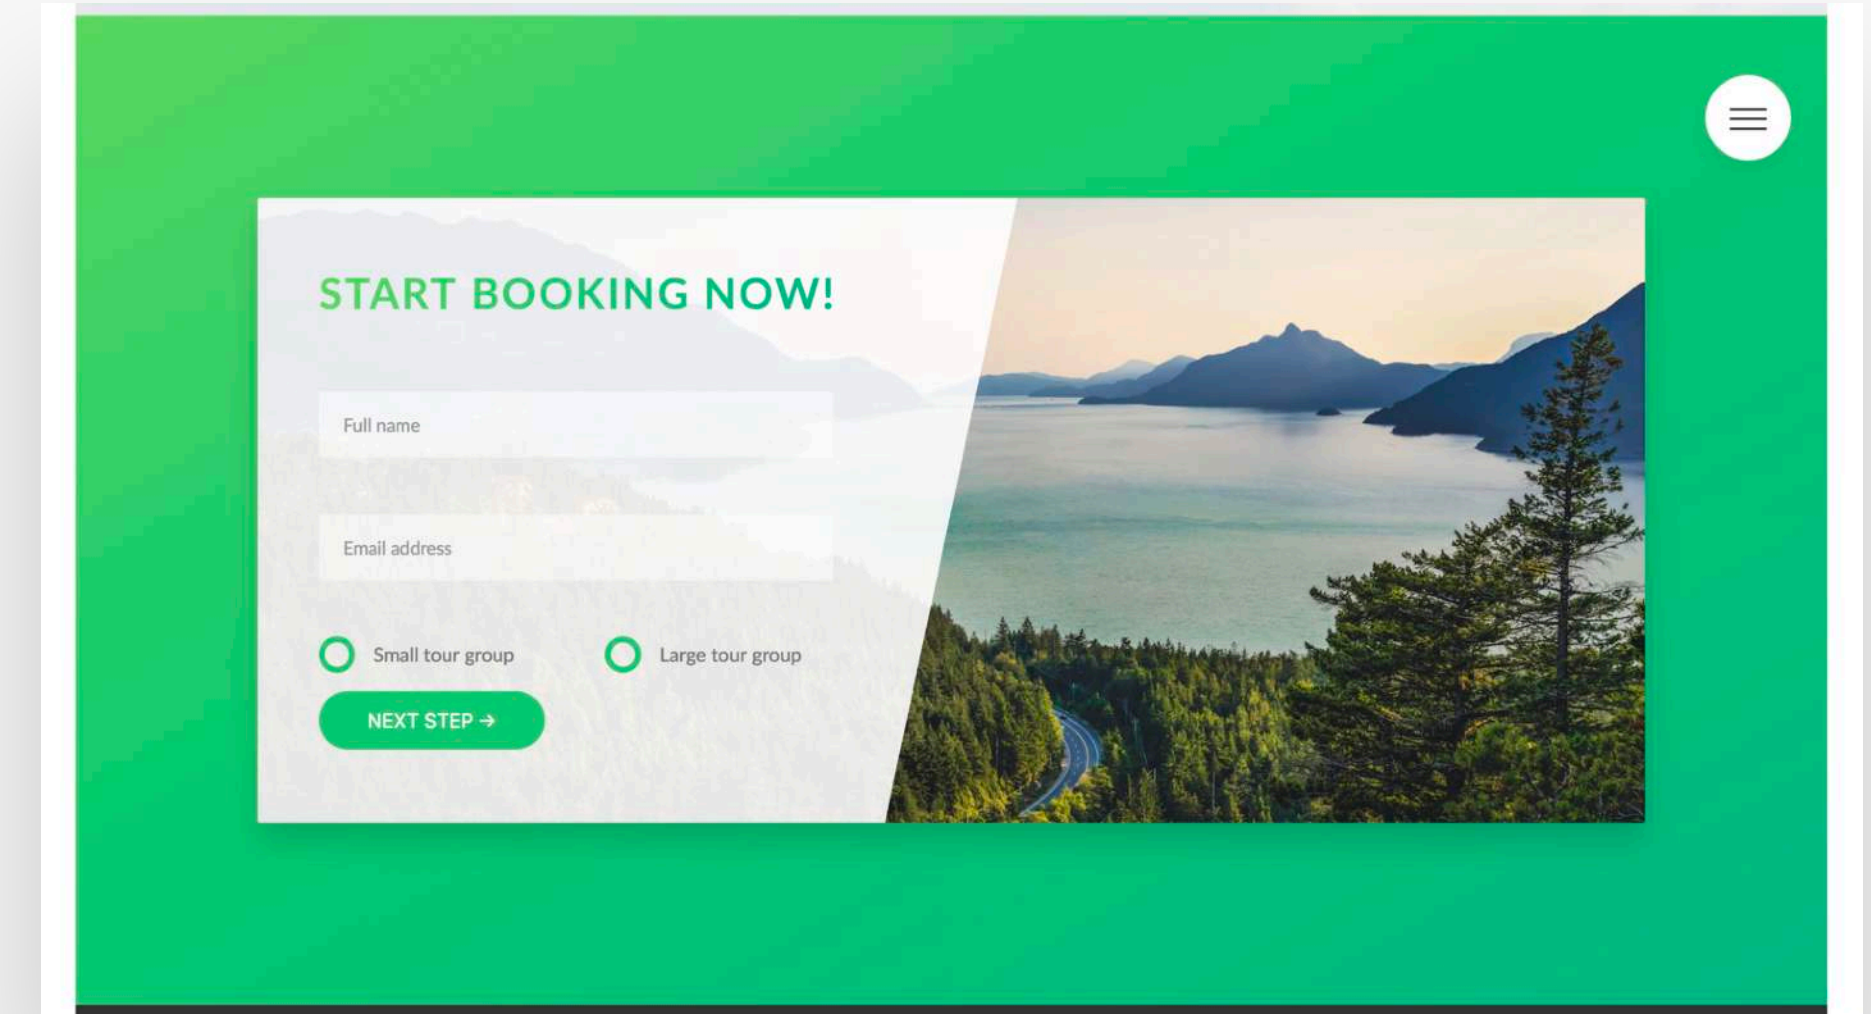 START BOOKING NOW!
Full name
Email address
Small tour group Large tour group
NEXT STEP →